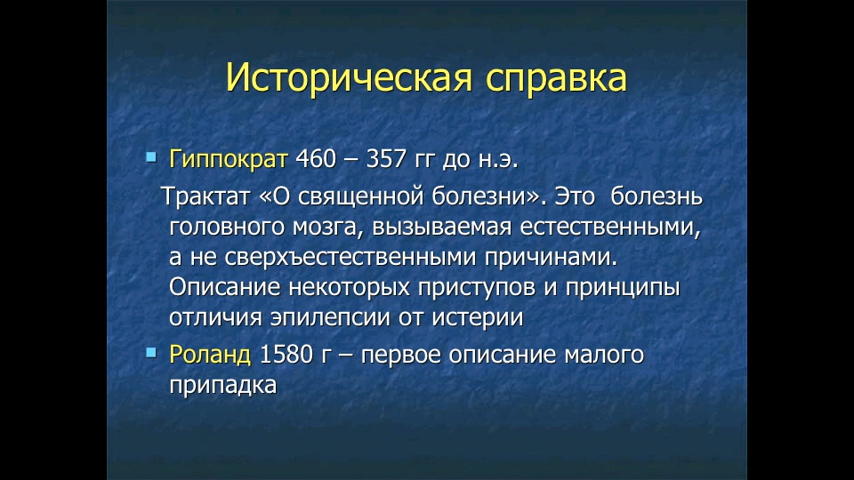 Историческая справка
Гиппократ 460 – 357 гг до н.э.
Трактат «О священной болезни». Это болезнь
головного мозга, вызываемая естественными,
а не сверхъестественными причинами.
Описание некоторых приступов и принципы
отличия эпилепсии от истерии
Роланд 1580 г – первое описание малого
припадка